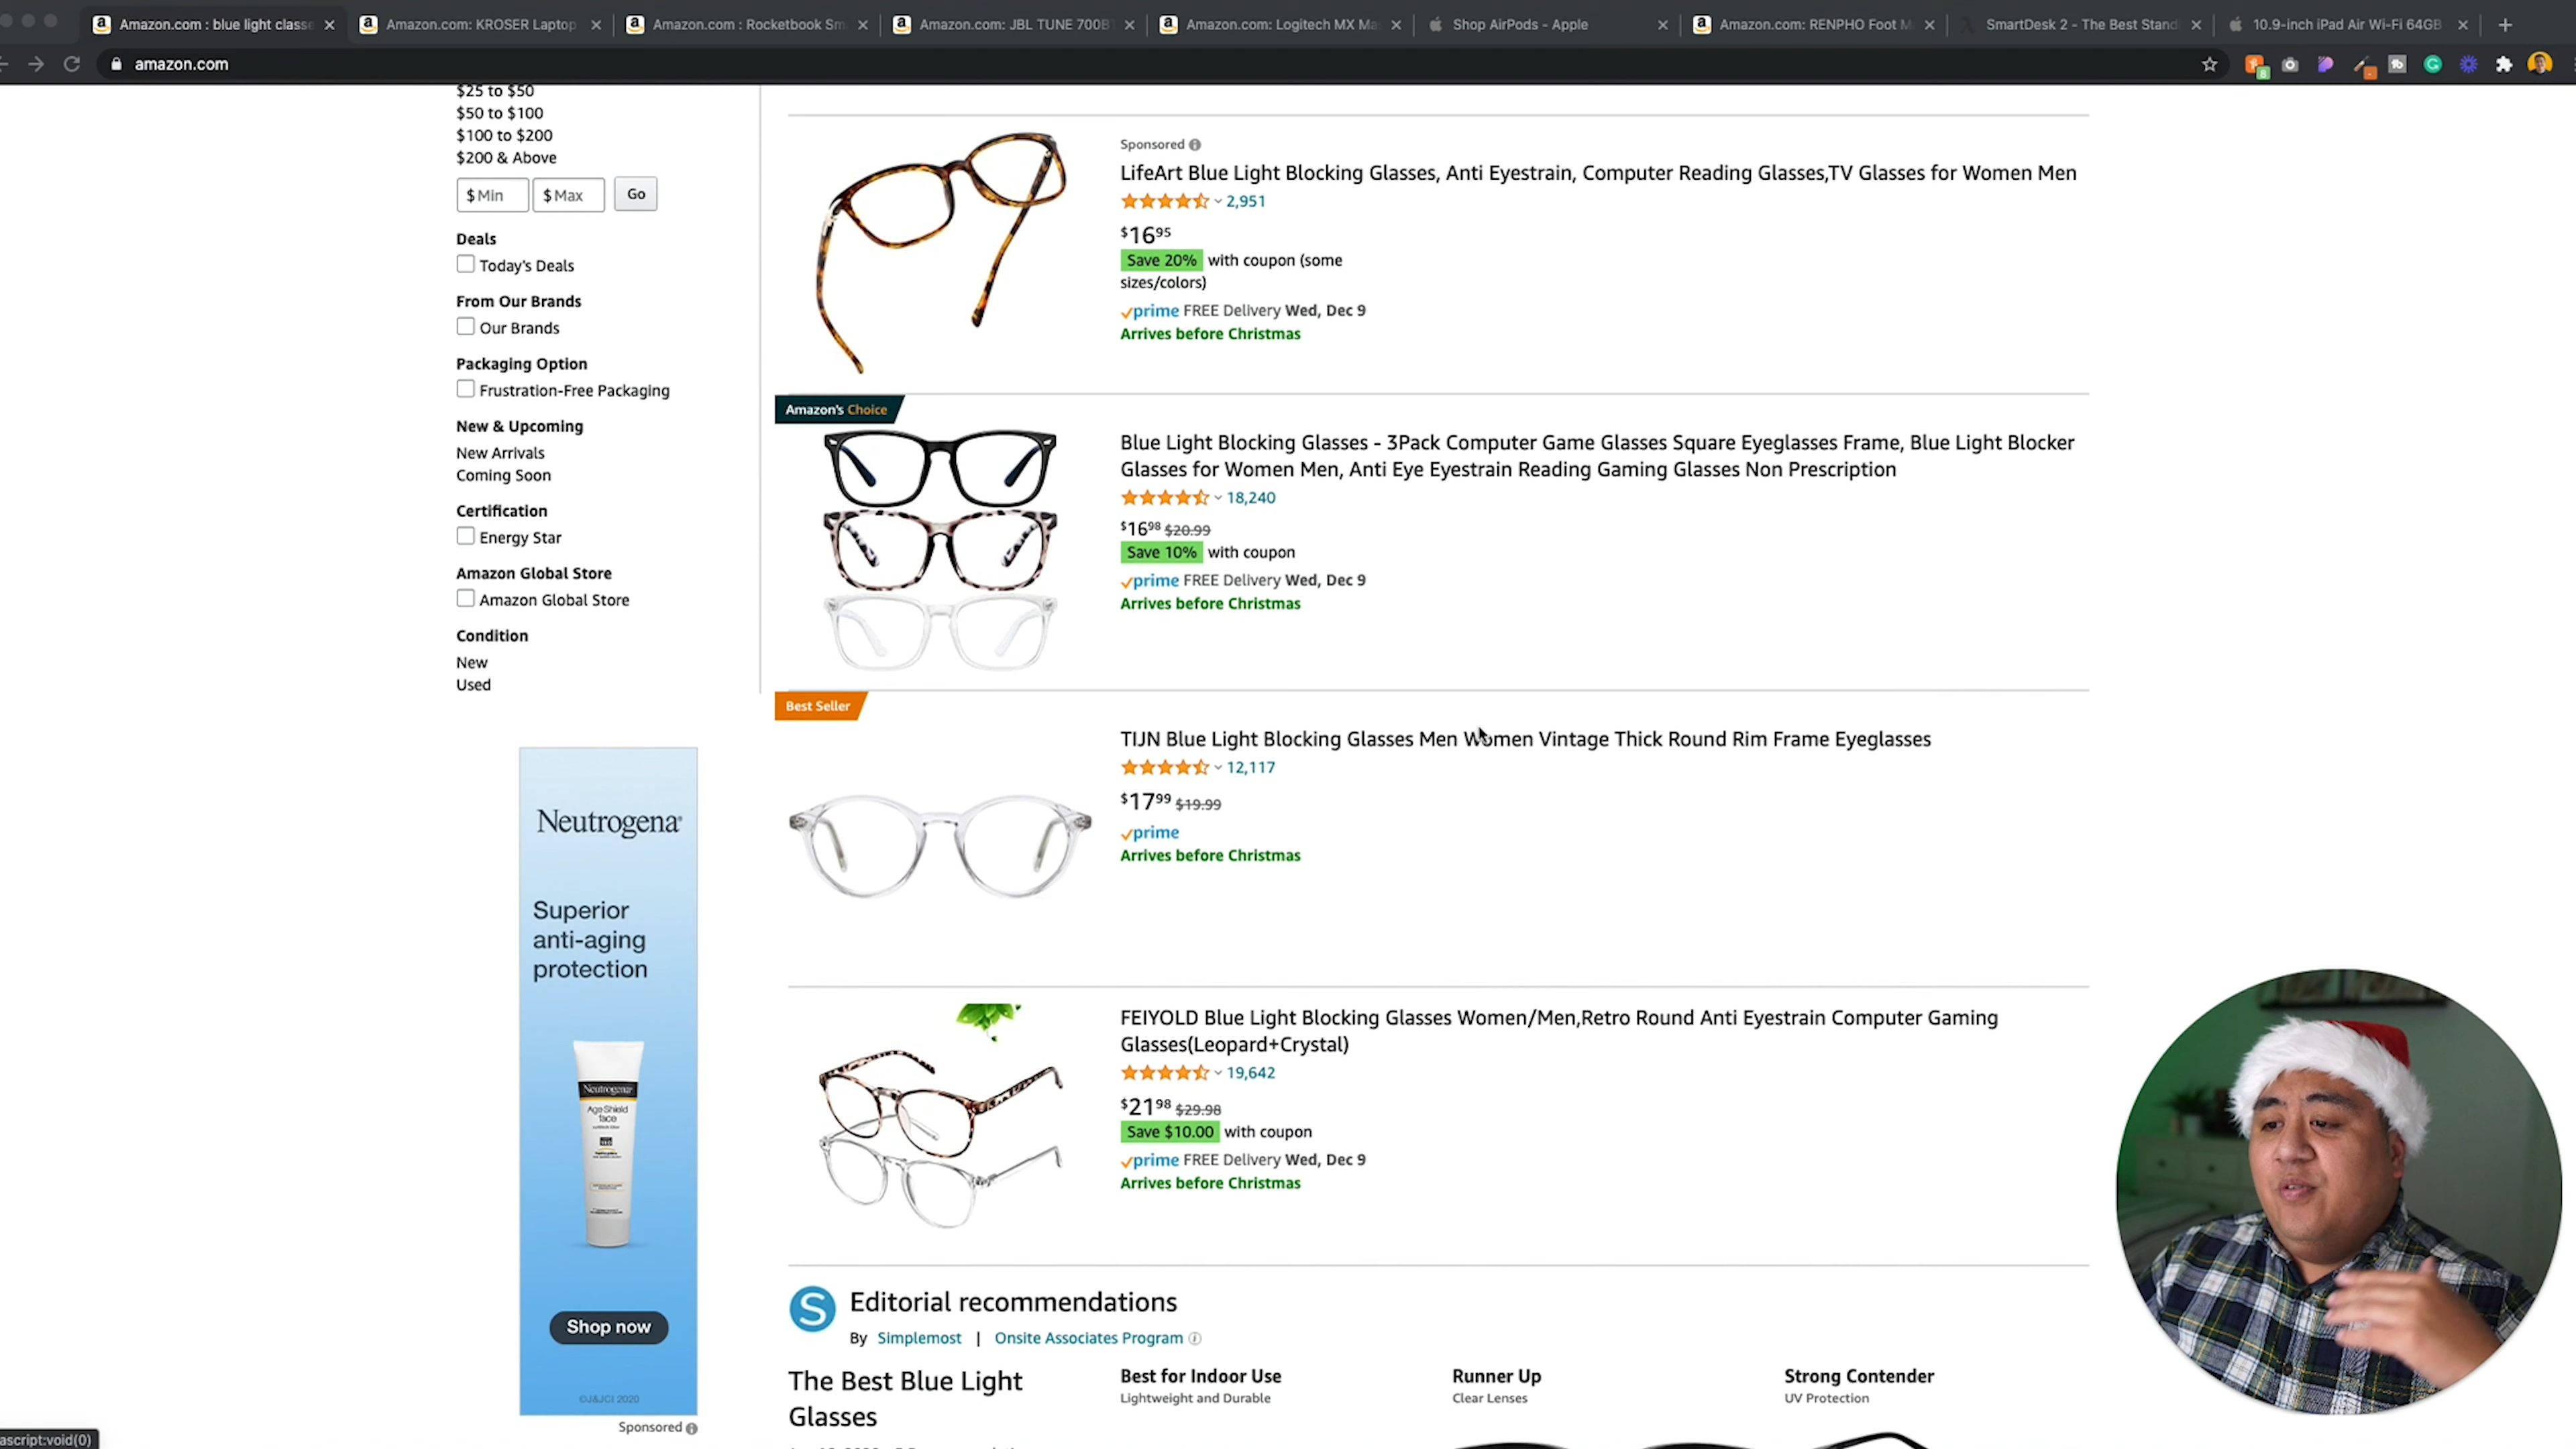 Amazon.com : blue light classe
Amazon.com: KROSER Laptop
Amazon.com : Rocketbook Sm
Amazon.com: JBL TUNE 700BT
Amazon.com: Logitech MX Ma
Shop AirPods - Apple
Amazon.com: RENPHO Foot M
SmartDesk 2 - The Best Stand
10.9-inch iPad Air Wi-Fi 64GB
amazon.com
$25 to $50
$50 to $100
$100 to $200
$200 & Above
$ Min $ Max Go
Deals
Today's Deals
From Our Brands
Our Brands
Packaging Option
Frustration-Free Packaging
New & Upcoming
New Arrivals
Coming Soon
Certification
Energy Star
Amazon Global Store
Amazon Global Store
Condition
New
Used
Neutrogena®
Superior
anti-aging
protection
Neutrogena
Age Shield
face
Shop now
©J&JCI 2020
Sponsored
Sponsored
LifeArt Blue Light Blocking Glasses, Anti Eyestrain, Computer Reading Glasses,TV Glasses for Women Men
2,951
$16 95
Save 20% with coupon (some
sizes/colors)
prime FREE Delivery Wed, Dec 9
Arrives before Christmas
Amazon's Choice
Blue Light Blocking Glasses - 3Pack Computer Game Glasses Square Eyeglasses Frame, Blue Light Blocker
Glasses for Women Men, Anti Eye Eyestrain Reading Gaming Glasses Non Prescription
18,240
$16 98 $20.99
Save 10% with coupon
prime FREE Delivery Wed, Dec 9
Arrives before Christmas
Best Seller
TIJN Blue Light Blocking Glasses Men Women Vintage Thick Round Rim Frame Eyeglasses
12,117
$17 99 $19.99
prime
Arrives before Christmas
FEIYOLD Blue Light Blocking Glasses Women/Men,Retro Round Anti Eyestrain Computer Gaming
Glasses(Leopard+Crystal)
19,642
$21 98 $29.98
Save $10.00 with coupon
prime FREE Delivery Wed, Dec 9
Arrives before Christmas
Editorial recommendations
By Simplemost | Onsite Associates Program
The Best Blue Light
Glasses
Best for Indoor Use
Lightweight and Durable
Runner Up
Clear Lenses
Strong Contender
UV Protection
ascript:void(0)